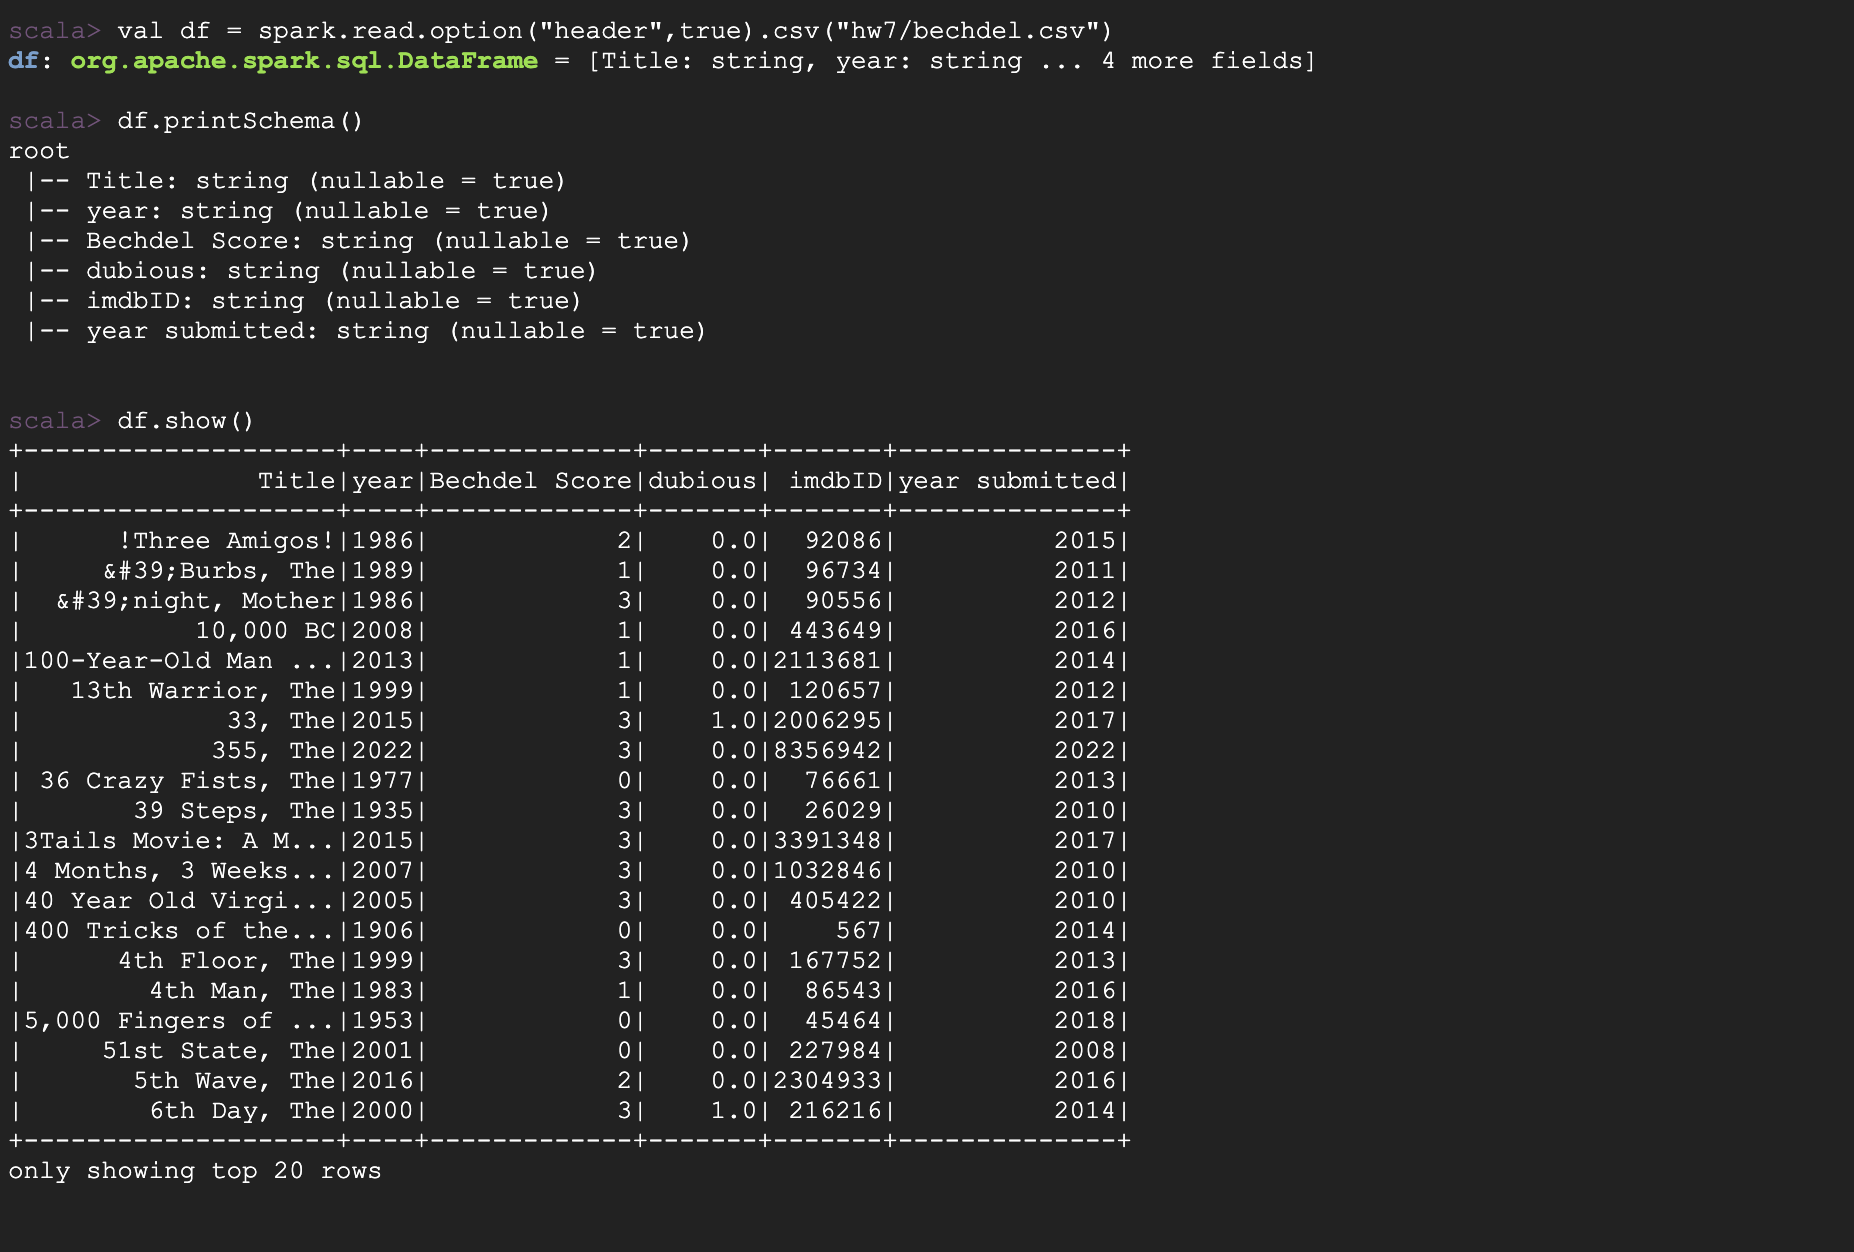 scala> val df = spark.read.option("header",true).csv("hw7/bechdel.csv")
df: org.apache.spark.sql.DataFrame = [Title: string, year: string ... 4 more fields]
scala> df.printSchema()
root
 |-- Title: string (nullable = true)
 |-- year: string (nullable = true)
 |-- Bechdel Score: string (nullable = true)
 |-- dubious: string (nullable = true)
 |-- imdbID: string (nullable = true)
 |-- year submitted: string (nullable = true)
scala> df.show()
+--------------------+----+-------------+-------+-------+--------------+
|               Title|year|Bechdel Score|dubious| imdbID|year submitted|
+--------------------+----+-------------+-------+-------+--------------+
|      !Three Amigos!|1986|            2|    0.0|  92086|          2015|
|     &#39;Burbs, The|1989|            1|    0.0|  96734|          2011|
|  &#39;night, Mother|1986|            3|    0.0|  90556|          2012|
|           10,000 BC|2008|            1|    0.0| 443649|          2016|
|100-Year-Old Man ...|2013|            1|    0.0|2113681|          2014|
|   13th Warrior, The|1999|            1|    0.0| 120657|          2012|
|             33, The|2015|            3|    1.0|2006295|          2017|
|            355, The|2022|            3|    0.0|8356942|          2022|
| 36 Crazy Fists, The|1977|            0|    0.0|  76661|          2013|
|       39 Steps, The|1935|            3|    0.0|  26029|          2010|
|3Tails Movie: A M...|2015|            3|    0.0|3391348|          2017|
|4 Months, 3 Weeks...|2007|            3|    0.0|1032846|          2010|
|40 Year Old Virgi...|2005|            3|    0.0| 405422|          2010|
|400 Tricks of the...|1906|            0|    0.0|    567|          2014|
|      4th Floor, The|1999|            3|    0.0| 167752|          2013|
|        4th Man, The|1983|            1|    0.0|  86543|          2016|
|5,000 Fingers of ...|1953|            0|    0.0|  45464|          2018|
|     51st State, The|2001|            0|    0.0| 227984|          2008|
|       5th Wave, The|2016|            2|    0.0|2304933|          2016|
|        6th Day, The|2000|            3|    1.0| 216216|          2014|
+--------------------+----+-------------+-------+-------+--------------+
only showing top 20 rows